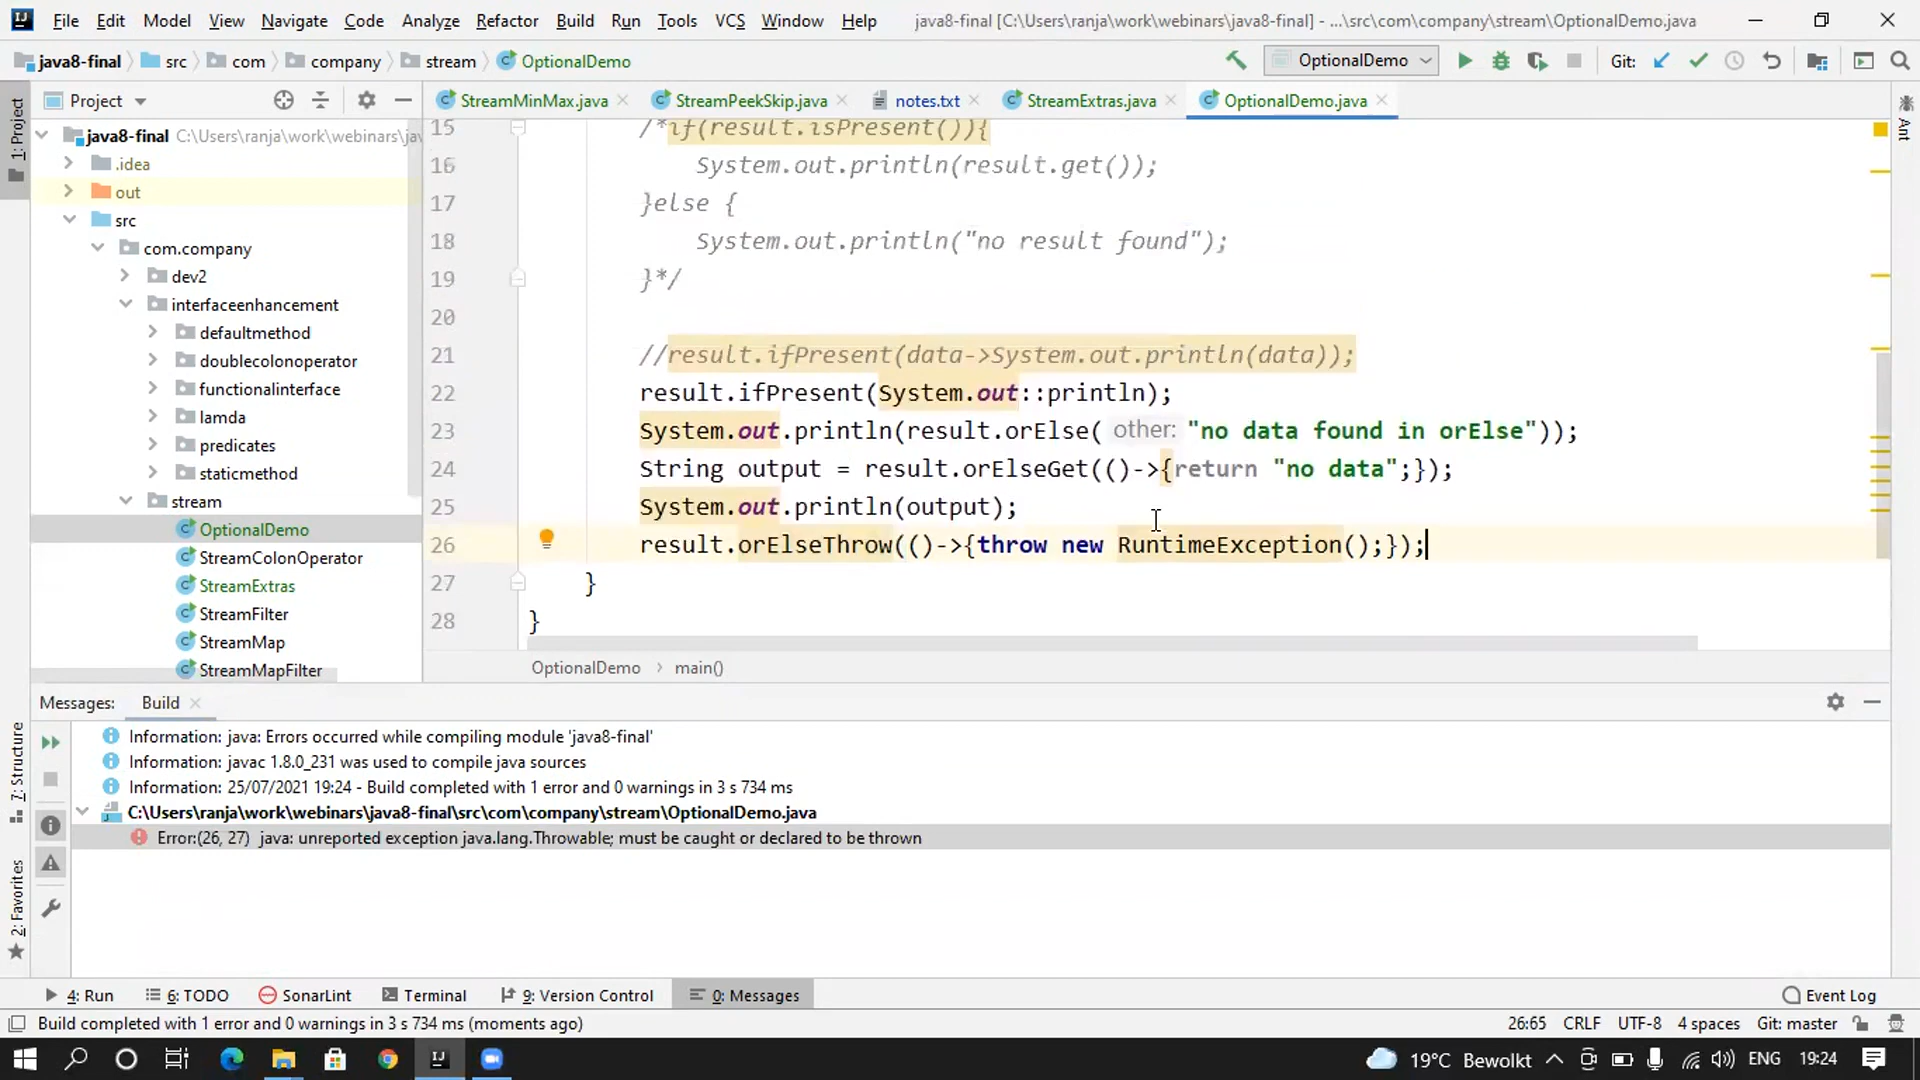 File Edit Model View Navigate Code Analyze Refactor Build Run Tools VCS Window Help java8-final [C:\Users\ranja\work\webinars\java8-final] - ...\src\com\company\stream\OptionalDemo.java
java8-final src com company stream OptionalDemo OptionalDemo Git:
Project StreamMinMax.java StreamPeekSkip.java notes.txt StreamExtras.java OptionalDemo.java
1: Project
Ant
java8-final C:\Users\ranja\work\webinars\jav
.idea
out
src
com.company
dev2
interfaceenhancement
defaultmethod
doublecolonoperator
functionalinterface
lamda
predicates
staticmethod
stream
OptionalDemo
StreamColonOperator
StreamExtras
StreamFilter
StreamMap
StreamMapFilter
15 /*if(result.isPresent()){
16 System.out.println(result.get());
17 }else {
18 System.out.println("no result found");
19 }*/
20
21 //result.ifPresent(data->System.out.println(data));
22 result.ifPresent(System.out::println);
23 System.out.println(result.orElse( other: "no data found in orElse"));
24 String output = result.orElseGet(()->{return "no data";});
25 System.out.println(output);
26 result.orElseThrow(()->{throw new RuntimeException();});
27 }
28 }
OptionalDemo > main()
Messages: Build
Information: java: Errors occurred while compiling module 'java8-final'
Information: javac 1.8.0_231 was used to compile java sources
Information: 25/07/2021 19:24 - Build completed with 1 error and 0 warnings in 3 s 734 ms
C:\Users\ranja\work\webinars\java8-final\src\com\company\stream\OptionalDemo.java
Error:(26, 27) java: unreported exception java.lang.Throwable; must be caught or declared to be thrown
7: Structure
2: Favorites
4: Run 6: TODO SonarLint Terminal 9: Version Control 0: Messages Event Log
Build completed with 1 error and 0 warnings in 3 s 734 ms (moments ago) 26:65 CRLF UTF-8 4 spaces Git: master
19°C Bewolkt ENG 19:24